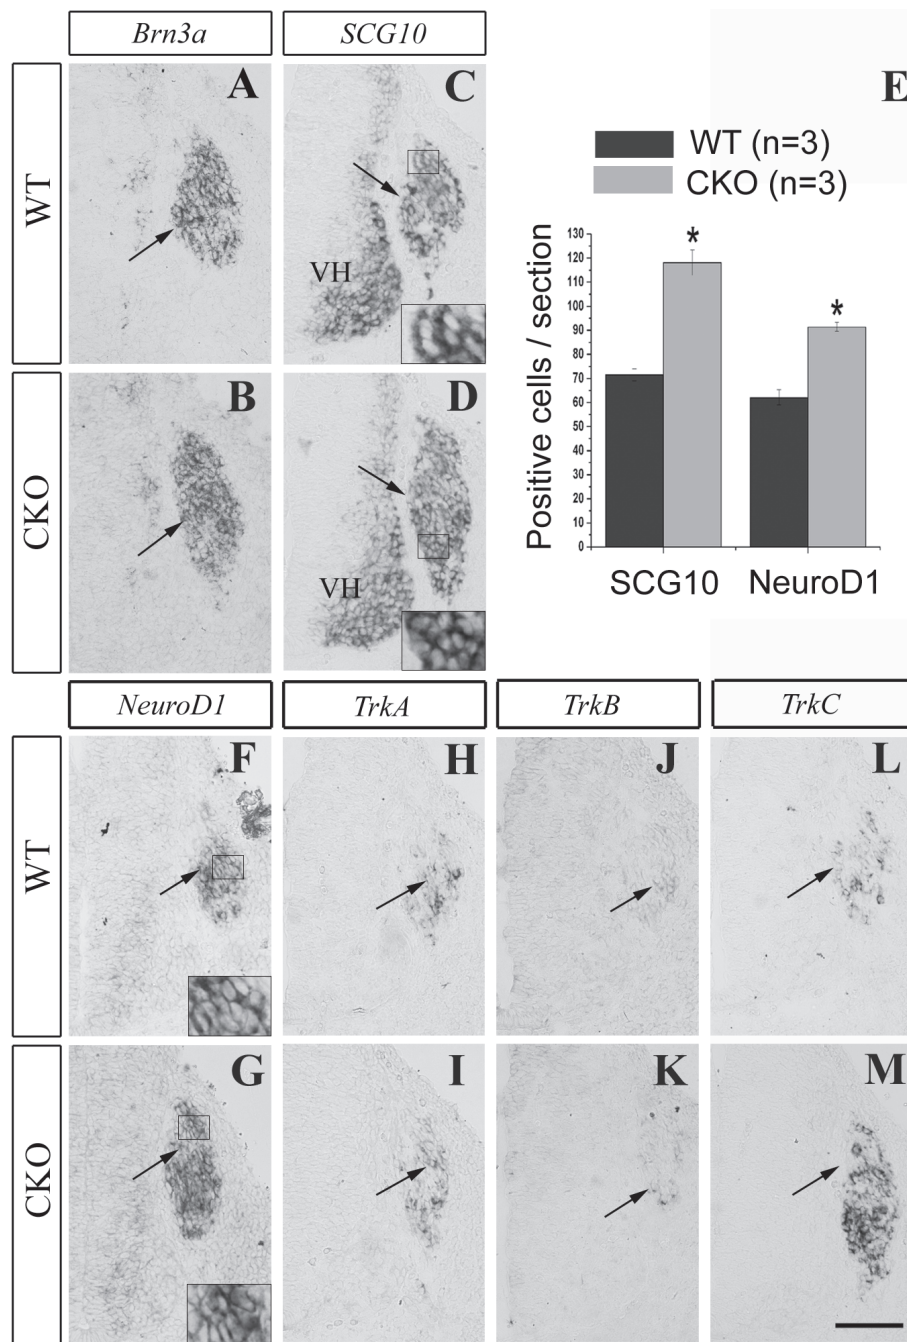 Brn3a SCG10
WT
A
C
VH
E
WT (n=3)
CKO (n=3)
Positive cells / section
130
120
110
100
90
80
70
60
50
40
30
20
10
0
*
*
SCG10 NeuroD1
CKO
B
D
VH
NeuroD1 TrkA TrkB TrkC
WT
F
H
J
L
CKO
G
I
K
M